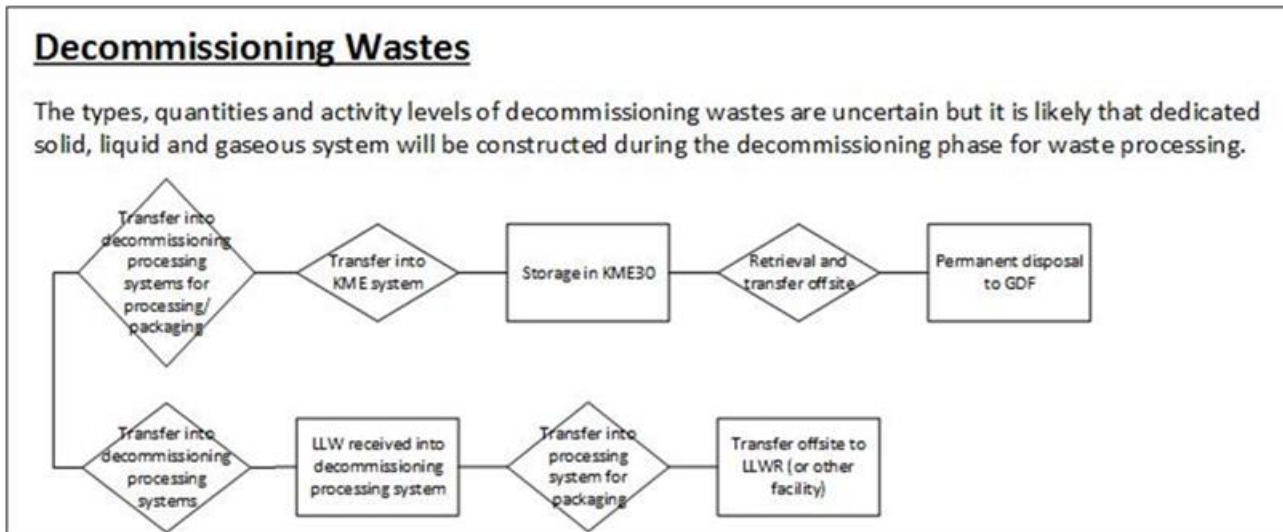 Decommissioning Wastes
The types, quantities and activity levels of decommissioning wastes are uncertain but it is likely that dedicated
solid, liquid and gaseous system will be constructed during the decommissioning phase for waste processing.
Transfer into
decommissioning
processing
systems for
processing/
packaging
Transfer into
KME system
Storage in KME30
Retrieval and
transfer offsite
Permanent disposal
to GDF
Transfer into
decommissioning
processing
systems
LLW received into
decommissioning
processing system
Transfer into
processing
system for
packaging
Transfer offsite to
LLWR (or other
facility)